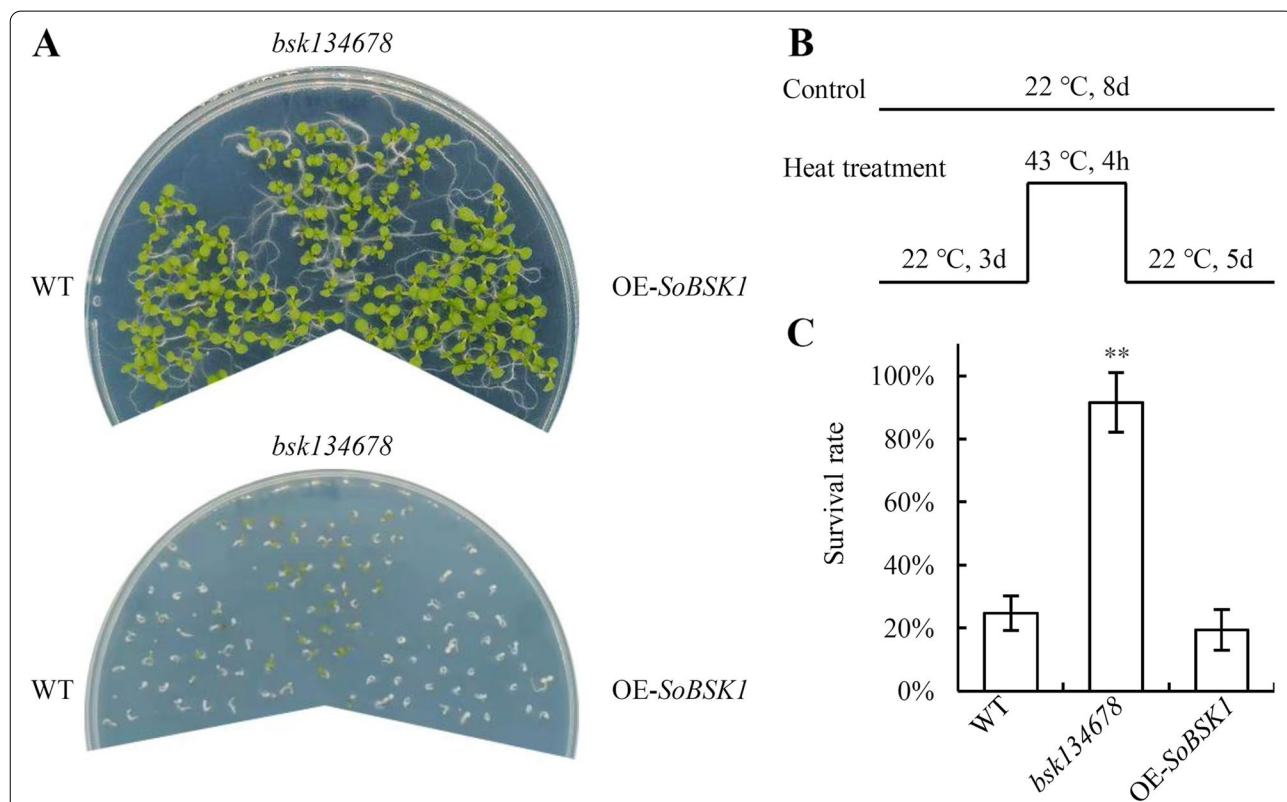 A
bsk134678
WT
OE-SoBSK1
bsk134678
WT
OE-SoBSK1
B
Control
22 °C, 8d
Heat treatment
43 °C, 4h
22 °C, 3d
22 °C, 5d
C
**
Survival rate
100%
80%
60%
40%
20%
0%
WT
bsk134678
OE-SoBSK1